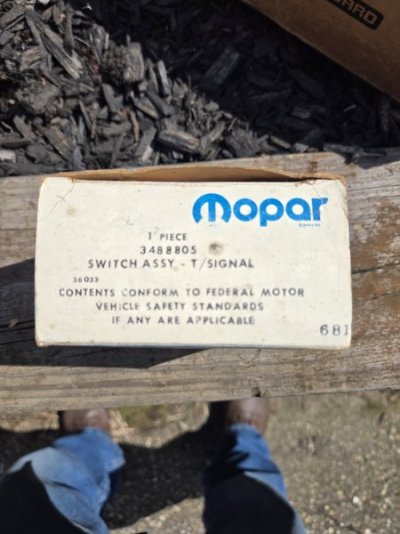 Mopar
1 PIECE
3488805
SWITCH ASSY - T/SIGNAL
36033
CONTENTS CONFORM TO FEDERAL MOTOR
VEHICLE SAFETY STANDARDS
IF ANY ARE APPLICABLE
681